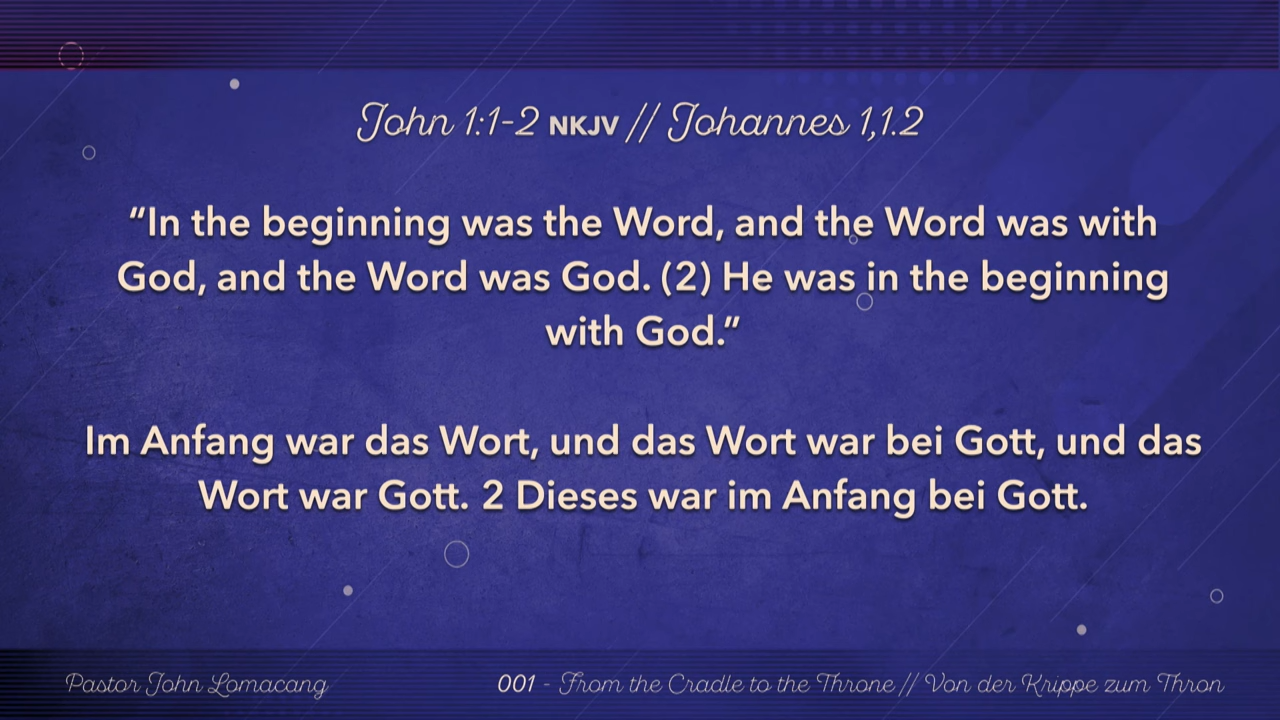 John 1:1-2 NKJV // Johannes 1,1.2
“In the beginning was the Word, and the Word was with
God, and the Word was God. (2) He was in the beginning
with God.”
Im Anfang war das Wort, und das Wort war bei Gott, und das
Wort war Gott. 2 Dieses war im Anfang bei Gott.
Pastor John Lomacang
001 - From the Cradle to the Throne // Von der Krippe zum Thron